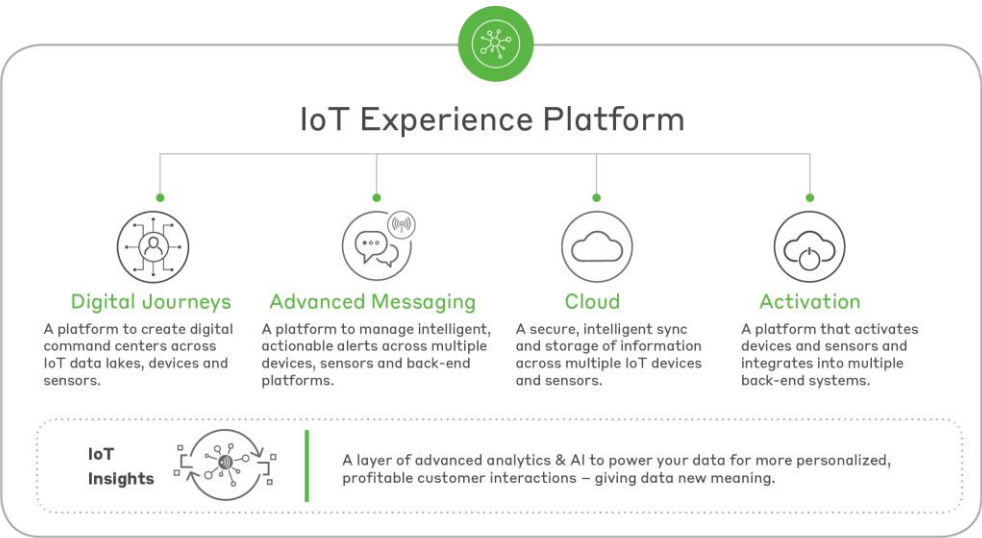 IoT Experience Platform
Digital Journeys
A platform to create digital
command centers across
IoT data lakes, devices and
sensors.
Advanced Messaging
A platform to manage intelligent,
actionable alerts across multiple
devices, sensors and back-end
platforms.
Cloud
A secure, intelligent sync
and storage of information
across multiple IoT devices
and sensors.
Activation
A platform that activates
devices and sensors and
integrates into multiple
back-end systems.
IoT
Insights
A layer of advanced analytics & AI to power your data for more personalized,
profitable customer interactions – giving data new meaning.